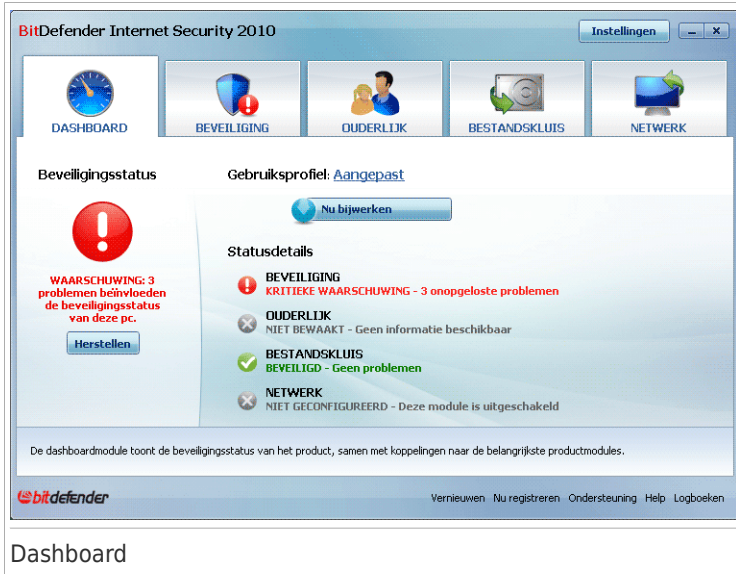 BitDefender Internet Security 2010
Instellingen
DASHBOARD
BEVEILIGING
OUDERLIJK
BESTANDSKLUIS
NETWERK
Beveiligingsstatus
WAARSCHUWING: 3
problemen beïnvloeden
de beveiligingsstatus
van deze pc.
Herstellen
Gebruiksprofiel: Aangepast
Nu bijwerken
Statusdetails
BEVEILIGING
KRITIEKE WAARSCHUWING - 3 onopgeloste problemen
OUDERLIJK
NIET BEWAAKT - Geen informatie beschikbaar
BESTANDSKLUIS
BEVEILIGD - Geen problemen
NETWERK
NIET GECONFIGUREERD - Deze module is uitgeschakeld
De dashboardmodule toont de beveiligingsstatus van het product, samen met koppelingen naar de belangrijkste productmodules.
bitdefender
Vernieuwen Nu registreren Ondersteuning Help Logboeken
Dashboard